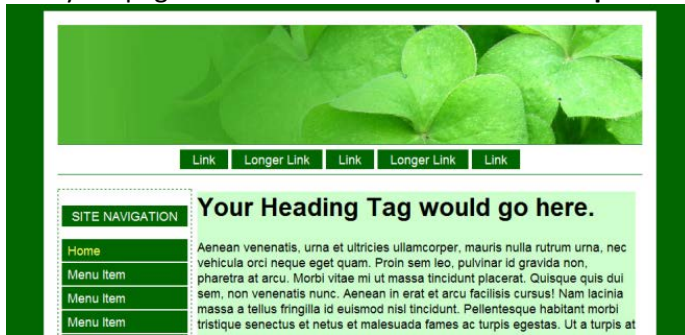 Link Longer Link Link Longer Link Link
SITE NAVIGATION
Home
Menu Item
Menu Item
Menu Item
Your Heading Tag would go here.
Aenean venenatis, urna et ultricies ullamcorper, mauris nulla rutrum urna, nec
vehicula orci neque eget quam. Proin sem leo, pulvinar id gravida non,
pharetra at arcu. Morbi vitae mi ut massa tincidunt placerat. Quisque quis dui
sem, non venenatis nunc. Aenean in erat et arcu facilisis cursus! Nam lacinia
massa a tellus fringilla id euismod nisl tincidunt. Pellentesque habitant morbi
tristique senectus et netus et malesuada fames ac turpis egestas. Ut a turpis at